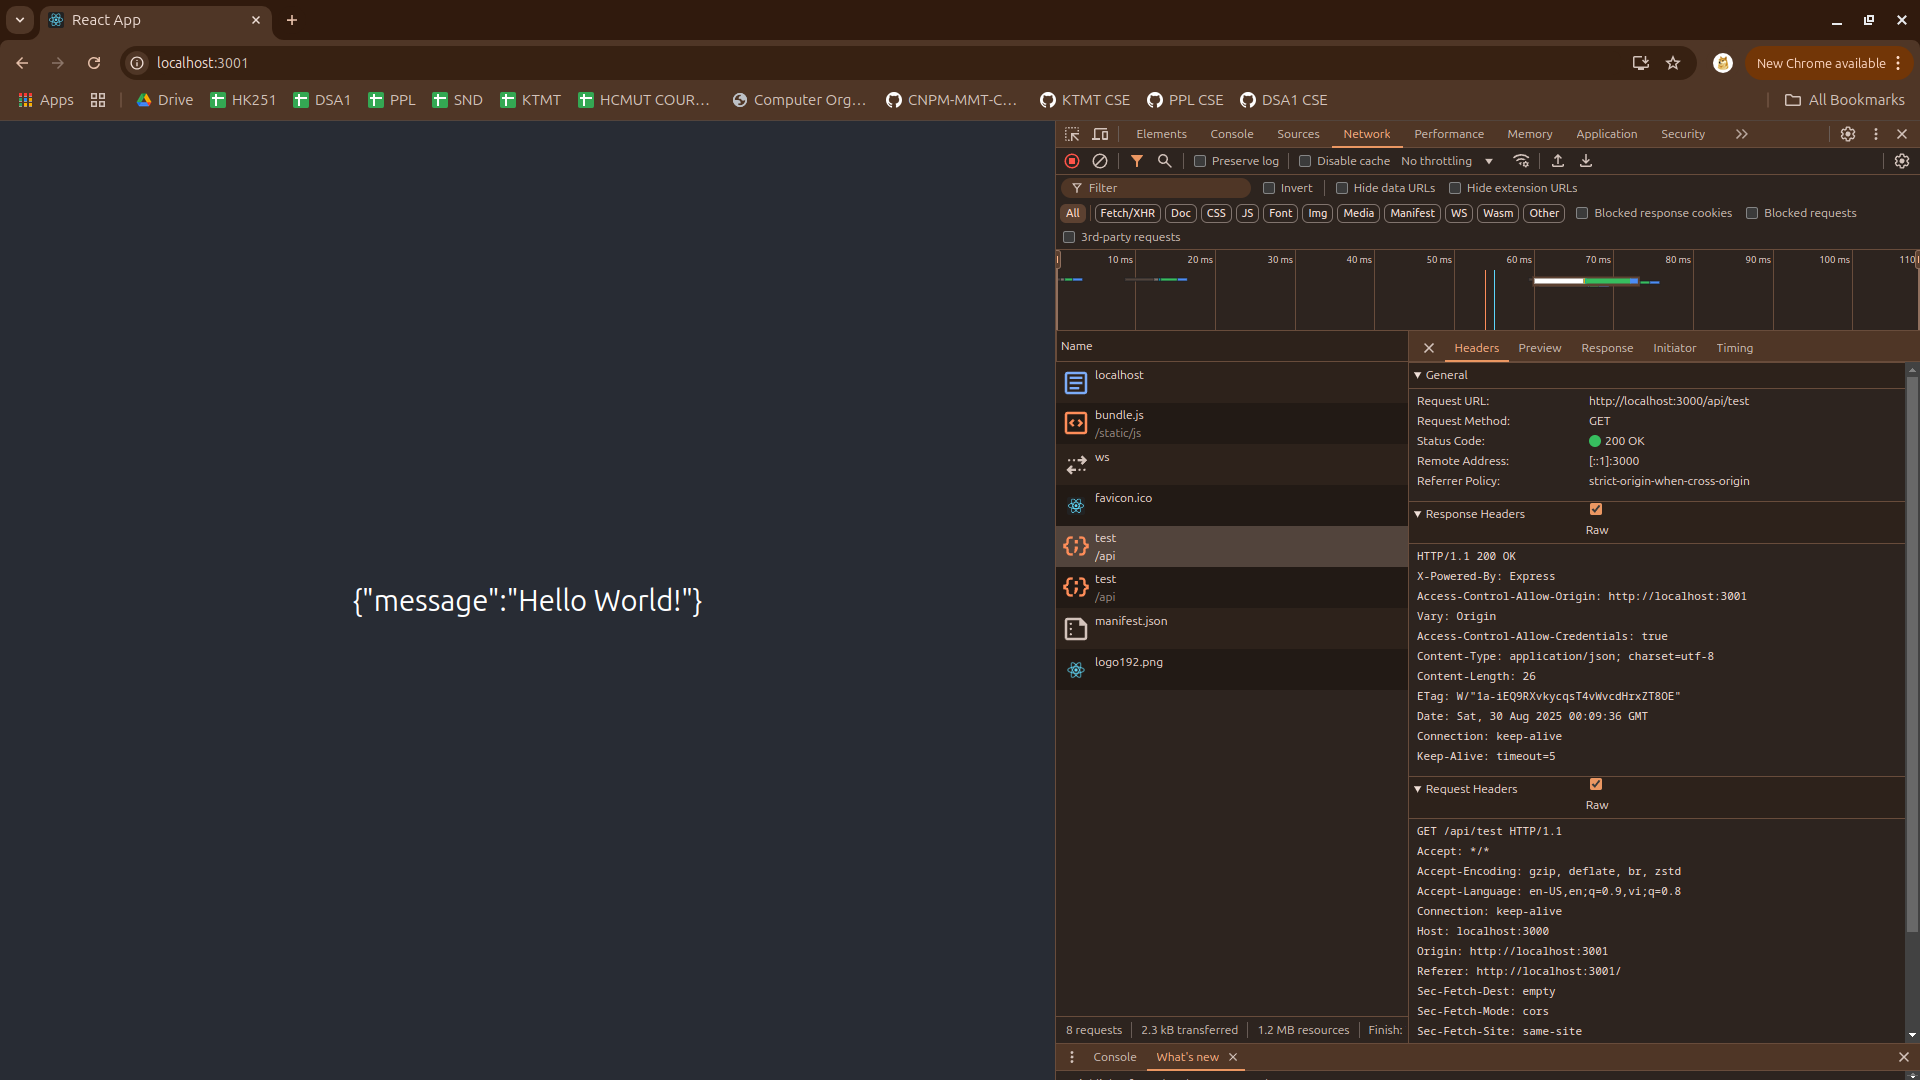 React App
localhost:3001
New Chrome available
Apps
Drive
HK251
DSA1
PPL
SND
KTMT
HCMUT COUR...
Computer Org...
CNPM-MMT-C...
KTMT CSE
PPL CSE
DSA1 CSE
All Bookmarks
{"message":"Hello World!"}
Elements Console Sources Network Performance Memory Application Security
Preserve log Disable cache No throttling
Filter Invert Hide data URLs Hide extension URLs
All Fetch/XHR Doc CSS JS Font Img Media Manifest WS Wasm Other Blocked response cookies Blocked requests
3rd-party requests
10 ms 20 ms 30 ms 40 ms 50 ms 60 ms 70 ms 80 ms 90 ms 100 ms 110
Name
localhost
bundle.js
/static/js
ws
favicon.ico
test
/api
test
/api
manifest.json
logo192.png
8 requests 2.3 kB transferred 1.2 MB resources Finish:
Headers Preview Response Initiator Timing
General
Request URL: http://localhost:3000/api/test
Request Method: GET
Status Code: 200 OK
Remote Address: [::1]:3000
Referrer Policy: strict-origin-when-cross-origin
Response Headers
Raw
HTTP/1.1 200 OK
X-Powered-By: Express
Access-Control-Allow-Origin: http://localhost:3001
Vary: Origin
Access-Control-Allow-Credentials: true
Content-Type: application/json; charset=utf-8
Content-Length: 26
ETag: W/"1a-iEQ9RXvkycqsT4vWvcdHrxZT8OE"
Date: Sat, 30 Aug 2025 00:09:36 GMT
Connection: keep-alive
Keep-Alive: timeout=5
Request Headers
Raw
GET /api/test HTTP/1.1
Accept: */*
Accept-Encoding: gzip, deflate, br, zstd
Accept-Language: en-US,en;q=0.9,vi;q=0.8
Connection: keep-alive
Host: localhost:3000
Origin: http://localhost:3001
Referer: http://localhost:3001/
Sec-Fetch-Dest: empty
Sec-Fetch-Mode: cors
Sec-Fetch-Site: same-site
Console What's new